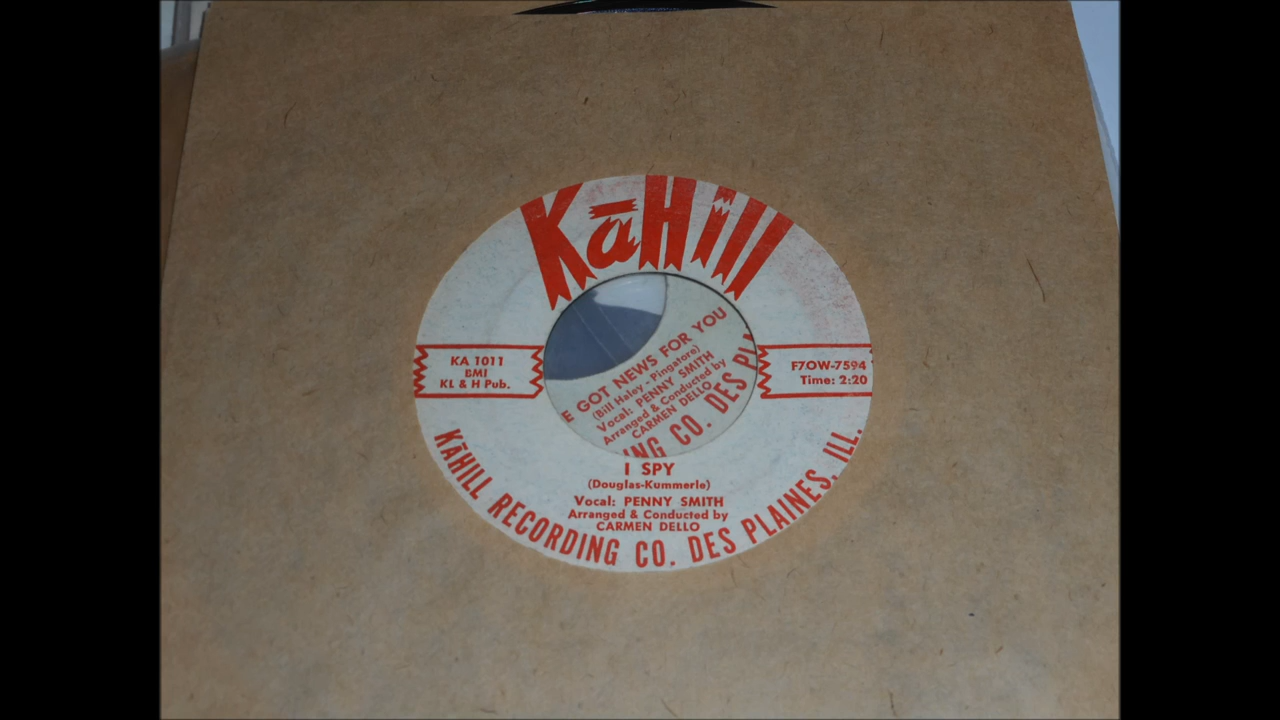 KāHill
KA 1011
BMI
KL & H Pub.
F7OW-7594
Time: 2:20
E GOT NEWS FOR YOU
(Bill Haley - Pingatore)
Vocal: PENNY SMITH
Arranged & Conducted by
CARMEN DELLO
ING CO. DES PL
I SPY
(Douglas-Kummerle)
Vocal: PENNY SMITH
Arranged & Conducted by
CARMEN DELLO
KĀHILL RECORDING CO. DES PLAINES, ILL.